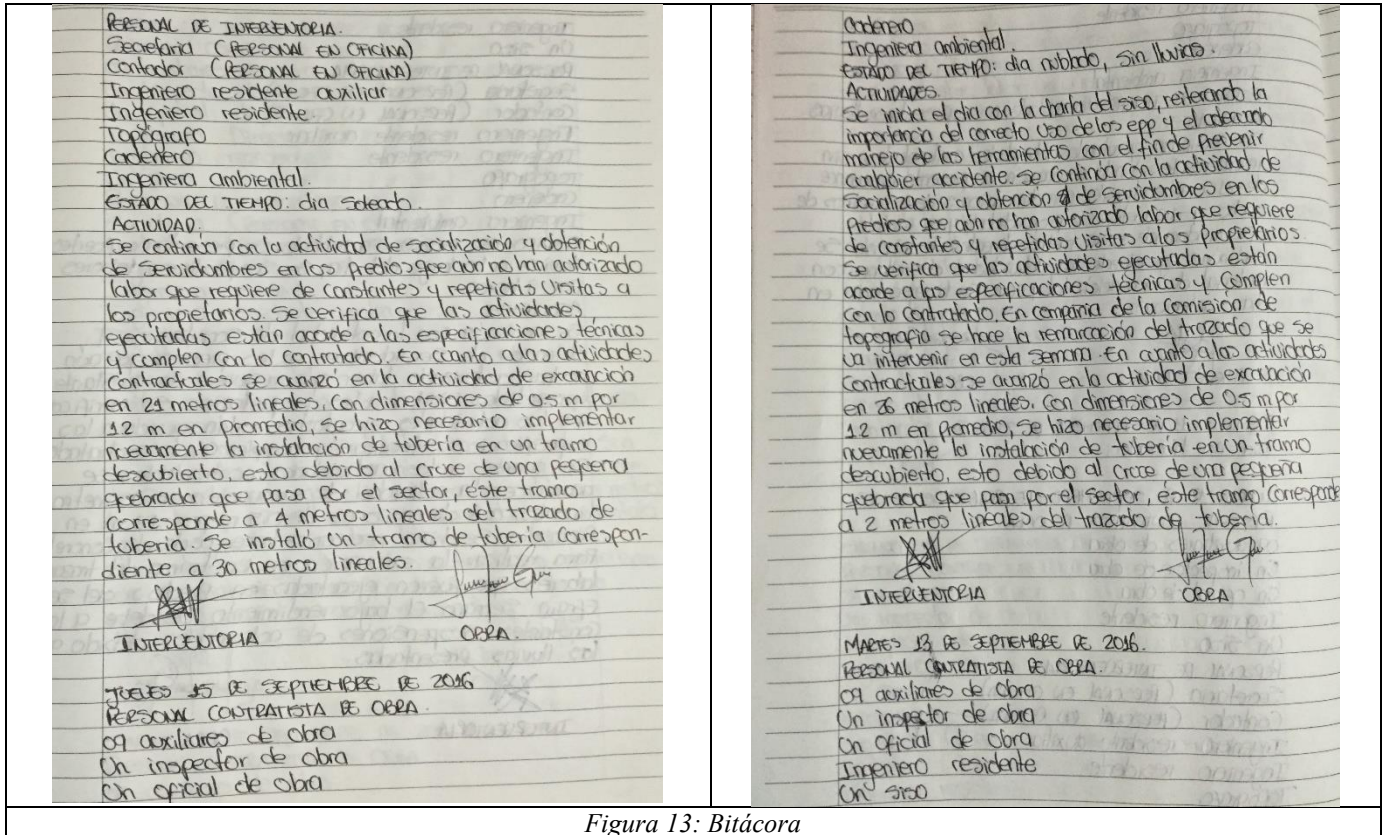 PERSONAL DE INTERVENTORIA.
Secretaria (PERSONAL EN OFICINA)
Contador (PERSONAL EN OFICINA)
Ingeniero residente auxiliar
Ingeniero residente
Topógrafo
Cadenero
Ingeniera ambiental.
ESTADO DEL TIEMPO: dia soleado.
ACTIVIDAD:
Se continúa con la actividad de socialización y obtención
de servidumbres en los predios que aún no han autorizado
labor que requiere de constantes y repetidas visitas a
los propietarios. Se verifica que las actividades
ejecutadas están acorde a las especificaciones técnicas
y cumplen con lo contratado. En cuanto a las actividades
contractuales se avanzó en la actividad de excavación
en 21 metros lineales, con dimensiones de 0.5 m por
1.2 m en promedio, se hizo necesario implementar
nuevamente la instalación de tubería en un tramo
descubierto, esto debido al cruce de una pequeña
quebrada que pasa por el sector, éste tramo
corresponde a 4 metros lineales del trazado de
tubería. Se instaló un tramo de tubería correspon-
diente a 30 metros lineales.
INTERVENTORIA OBRA.
JUEVES 15 DE SEPTIEMBRE DE 2016
PERSONAL CONTRATISTA DE OBRA.
09 auxiliares de obra
Un inspector de obra
Un oficial de obra
Cadenero
Ingeniera ambiental.
ESTADO DEL TIEMPO: dia nublado, sin lluvias.
ACTIVIDADES.
Se inicia el dia con la charla del siso, reiterando la
importancia del correcto uso de los epp y el adecuado
manejo de las herramientas con el fin de prevenir
cualquier accidente. Se continúa con la actividad de
socialización y obtención de servidumbres en los
predios que aún no han autorizado labor que requiere
de constantes y repetidas visitas a los propietarios.
Se verifica que las actividades ejecutadas están
acorde a las especificaciones técnicas y cumplen
con lo contratado. En compañia de la comisión de
topografía se hace la remarcación del trazado que se
va intervenir en esta semana. En cuanto a las actividades
contractuales se avanzó en la actividad de excavación
en 26 metros lineales, con dimensiones de 0.5 m por
1.2 m en promedio, se hizo necesario implementar
nuevamente la instalación de tubería en un tramo
descubierto, esto debido al cruce de una pequeña
quebrada que pasa por el sector, éste tramo corresponde
a 2 metros lineales del trazado de tubería.
INTERVENTORIA OBRA
MARTES 13 DE SEPTIEMBRE DE 2016.
PERSONAL CONTRATISTA DE OBRA.
09 auxiliares de obra
Un inspector de obra
Un oficial de obra
Ingeniero residente
Un siso
Figura 13: Bitácora